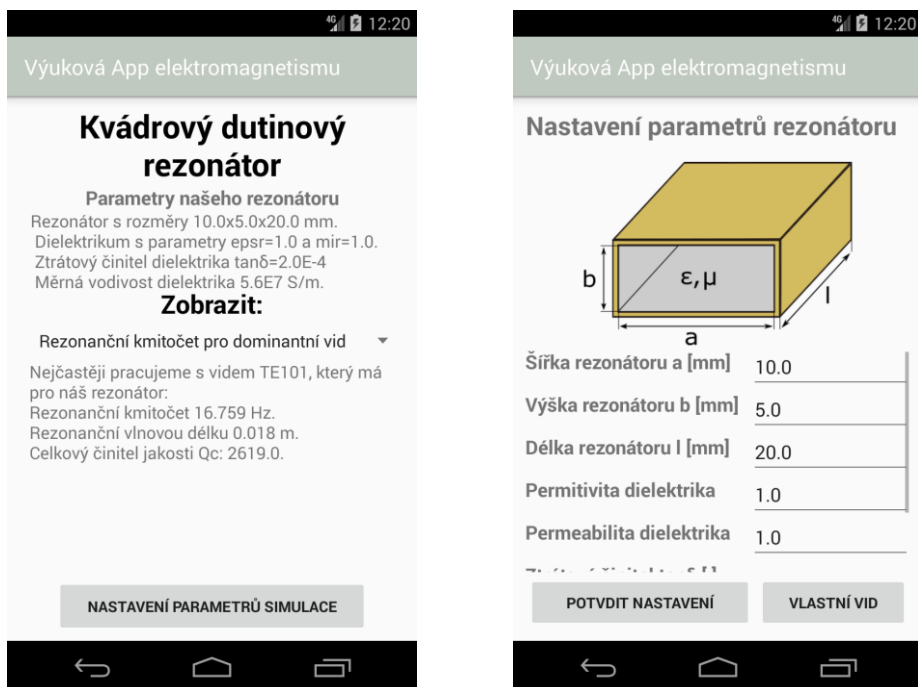 4G 12:20
Výuková App elektromagnetismu
Kvádrový dutinový
rezonátor
Parametry našeho rezonátoru
Rezonátor s rozměry 10.0x5.0x20.0 mm.
Dielektrikum s parametry epsr=1.0 a mir=1.0.
Ztrátový činitel dielektrika tanδ=2.0E-4
Měrná vodivost dielektrika 5.6E7 S/m.
Zobrazit:
Rezonanční kmitočet pro dominantní vid
Nejčastěji pracujeme s videm TE101, který má
pro náš rezonátor:
Rezonanční kmitočet 16.759 Hz.
Rezonanční vlnovou délku 0.018 m.
Celkový činitel jakosti Qc: 2619.0.
NASTAVENÍ PARAMETRŮ SIMULACE
4G 12:20
Výuková App elektromagnetismu
Nastavení parametrů rezonátoru
b
ε,μ
l
a
Šířka rezonátoru a [mm] 10.0
Výška rezonátoru b [mm] 5.0
Délka rezonátoru l [mm] 20.0
Permitivita dielektrika 1.0
Permeabilita dielektrika 1.0
POTVDIT NASTAVENÍ VLASTNÍ VID